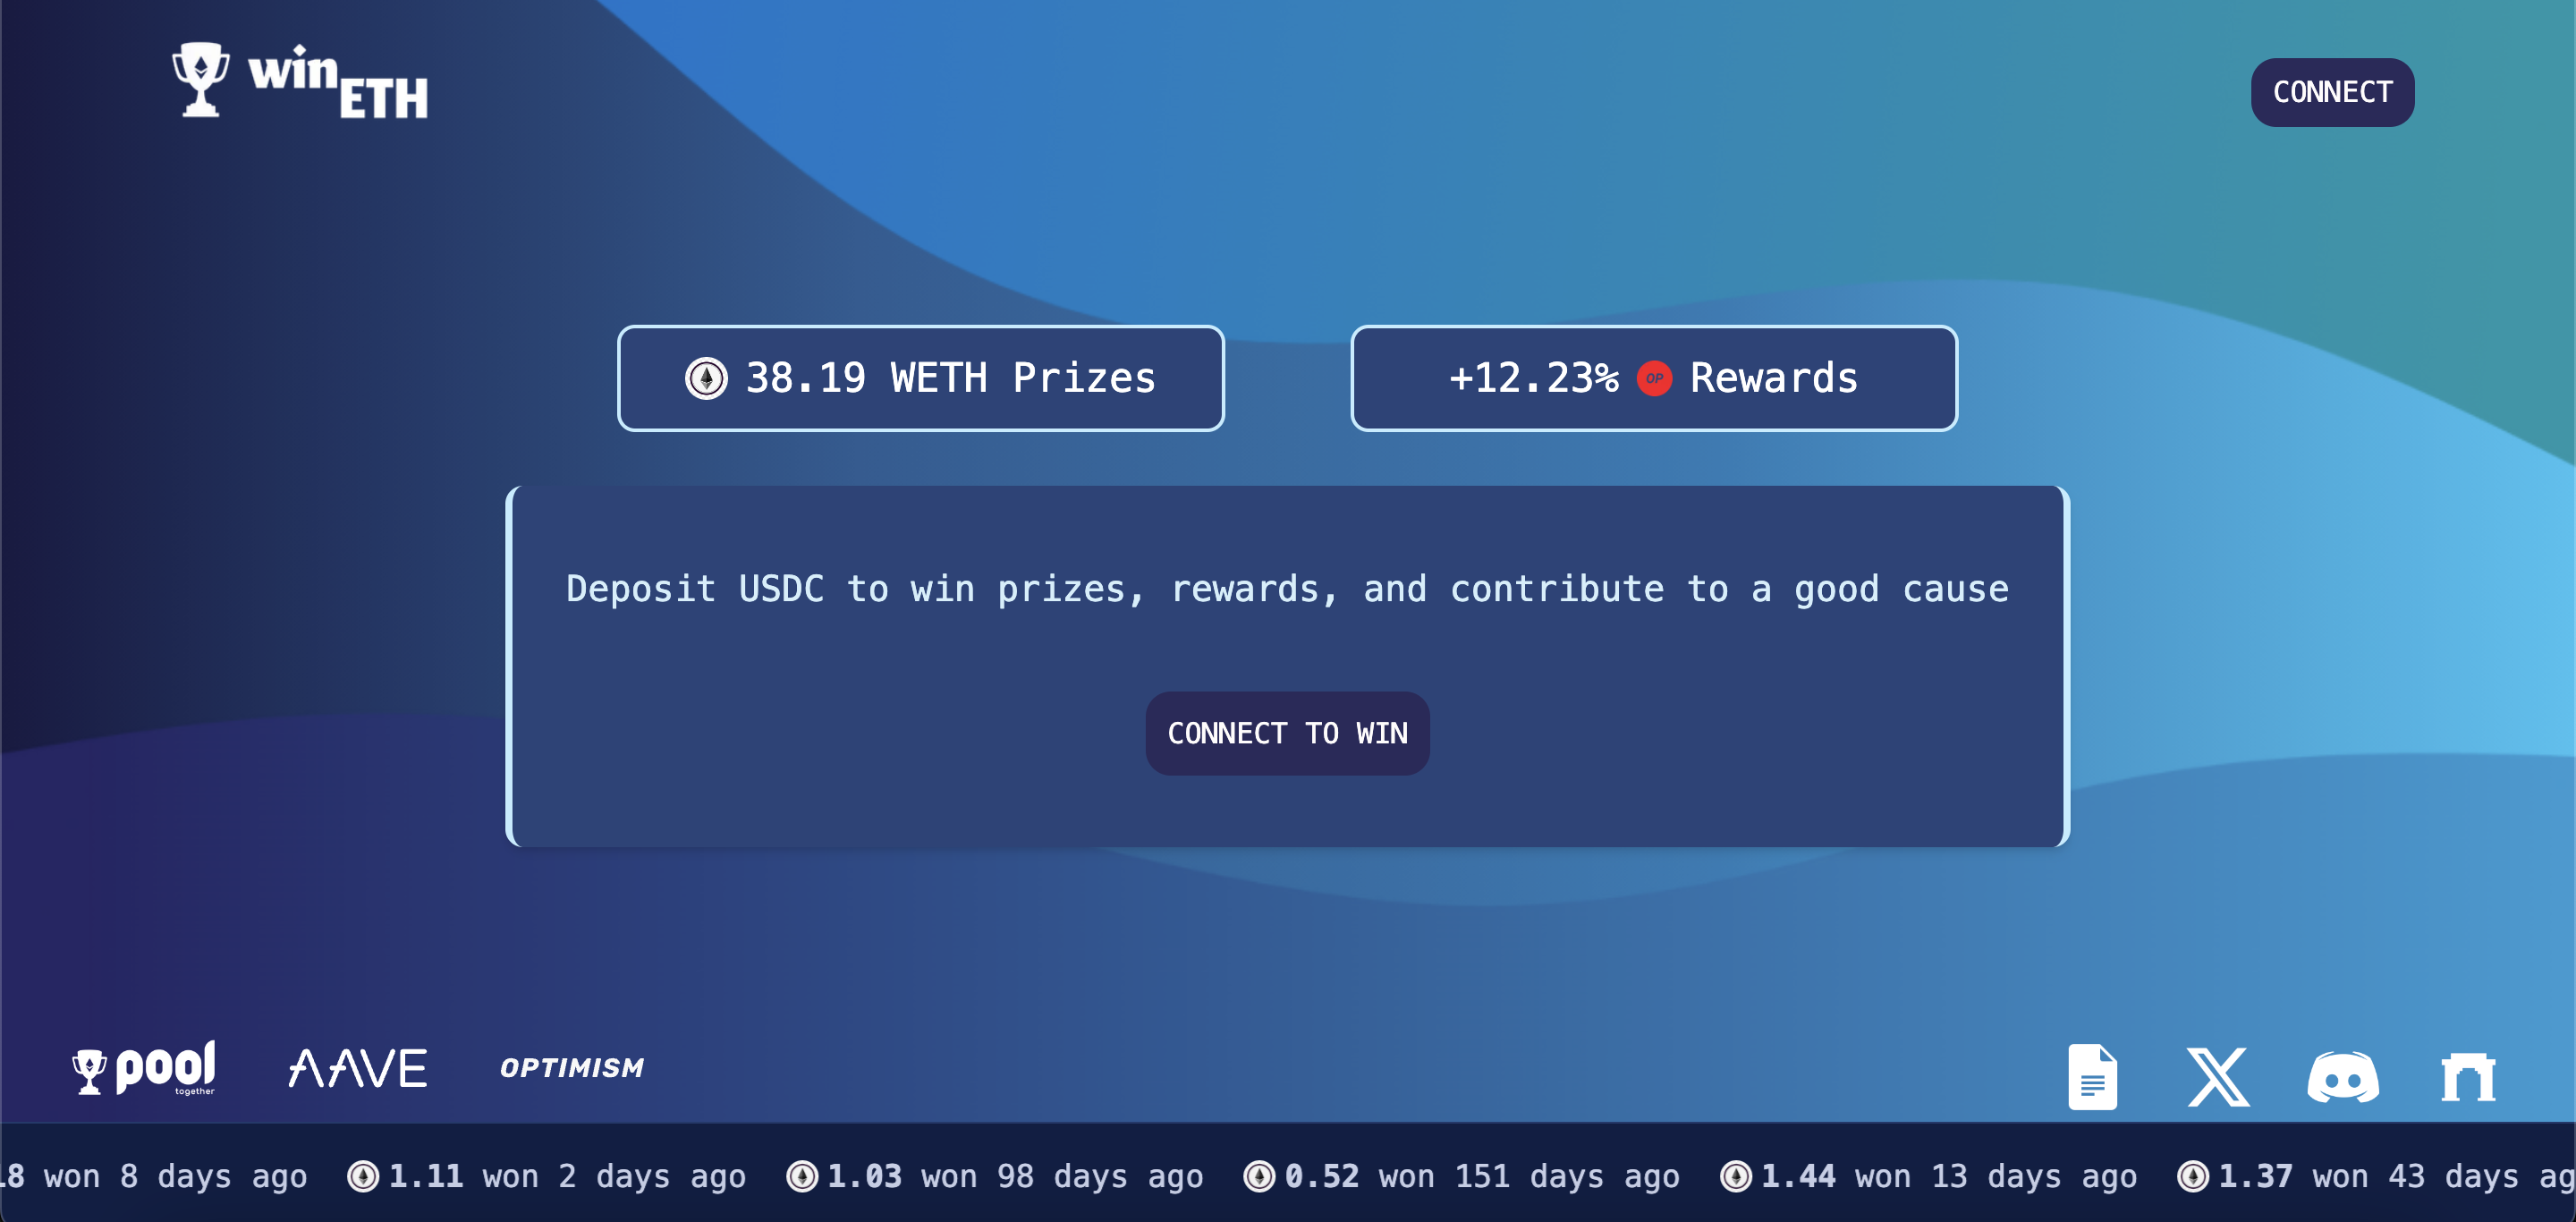 win
ETH
CONNECT
38.19 WETH Prizes
+12.23% OP Rewards
Deposit USDC to win prizes, rewards, and contribute to a good cause
CONNECT TO WIN
pool
together
AAVE
OPTIMISM
18 won 8 days ago 1.11 won 2 days ago 1.03 won 98 days ago 0.52 won 151 days ago 1.44 won 13 days ago 1.37 won 43 days ag